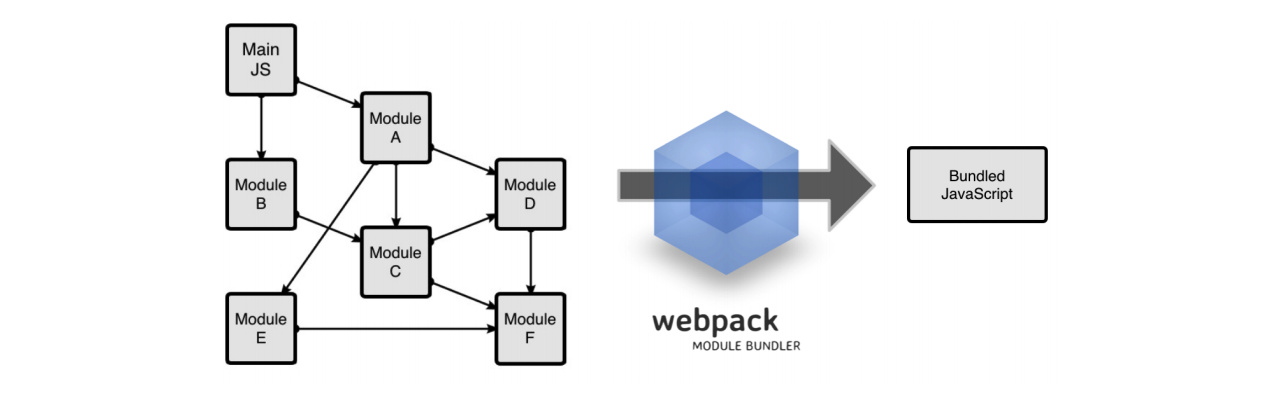 Main
JS
Module
A
Module
B
Module
D
Module
C
Module
E
Module
F
webpack
MODULE BUNDLER
Bundled
JavaScript